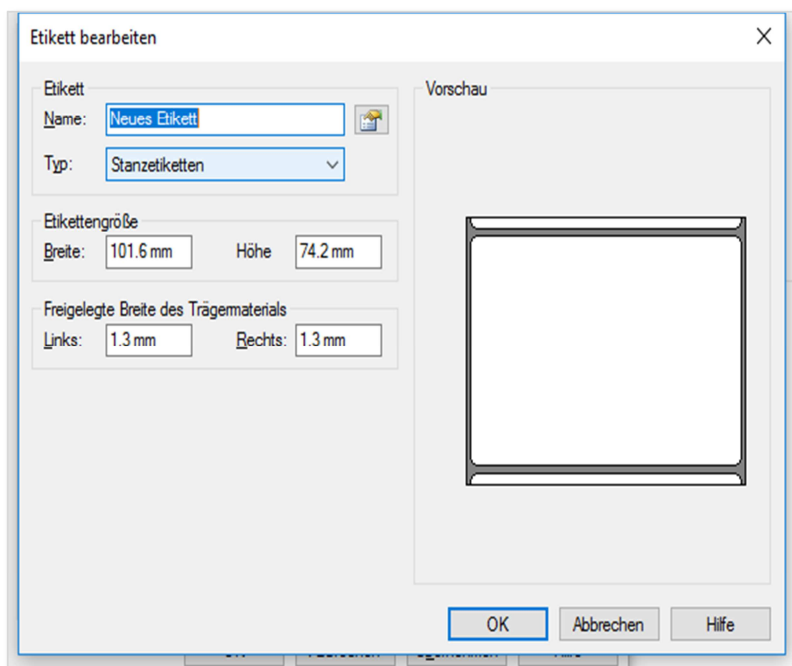 Etikett bearbeiten
Etikett
Name: Neues Etikett
Typ: Stanzetiketten
Etikettengröße
Breite: 101.6 mm Höhe 74.2 mm
Freigelegte Breite des Trägermaterials
Links: 1.3 mm Rechts: 1.3 mm
Vorschau
OK Abbrechen Hilfe